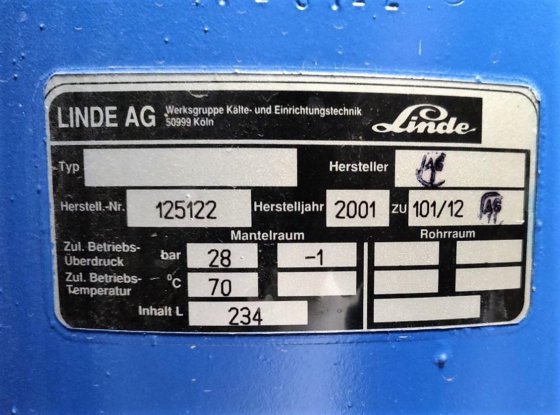 LINDE AG Werksgruppe Kälte- und Einrichtungstechnik
50999 Köln
Linde
Typ Hersteller
Herstell.-Nr. 125122 Herstelljahr 2001 ZU 101/12
Mantelraum Rohrraum
Zul. Betriebs-
Überdruck bar 28 -1
Zul. Betriebs-
Temperatur °C 70
Inhalt L 234